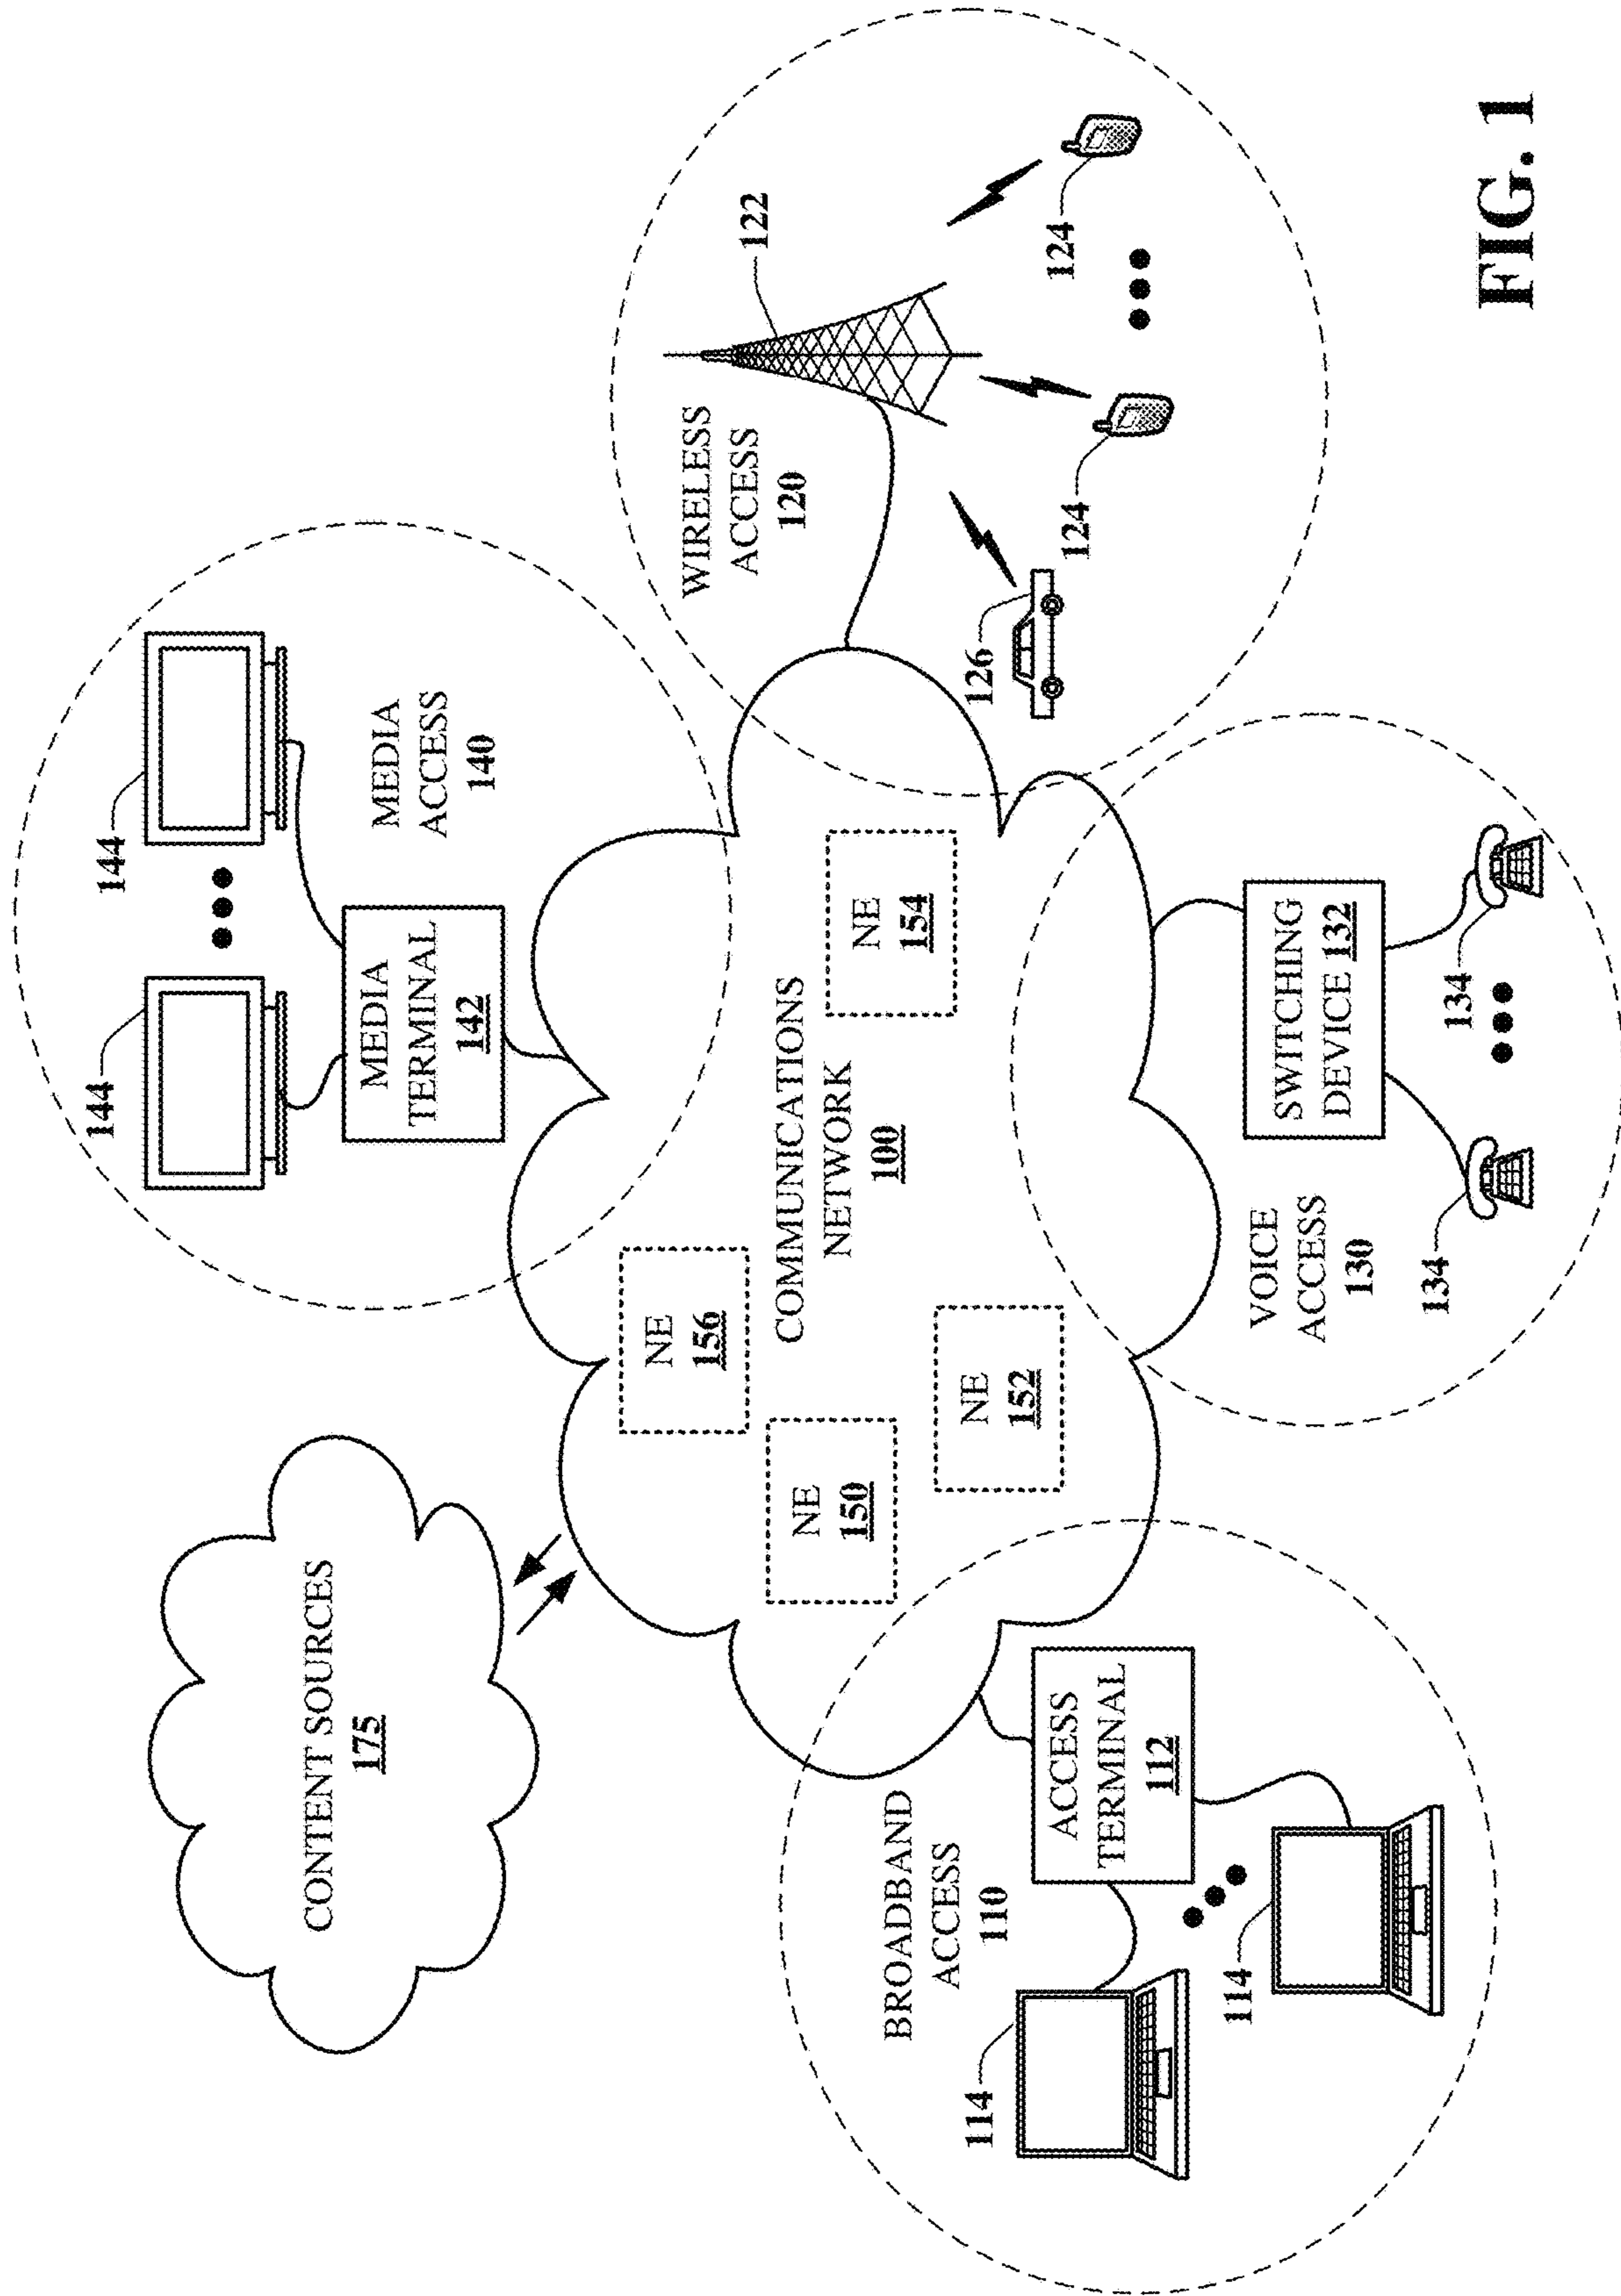 CONTENT SOURCES
175
144
144
MEDIA
TERMINAL
142
MEDIA
ACCESS
140
WIRELESS
ACCESS
120
122
124
124
126
NE
156
NE
150
NE
152
COMMUNICATIONS
NETWORK
100
NE
154
BROADBAND
ACCESS
110
ACCESS
TERMINAL
112
114
114
VOICE
ACCESS
130
SWITCHING
DEVICE 132
134
134
FIG. 1